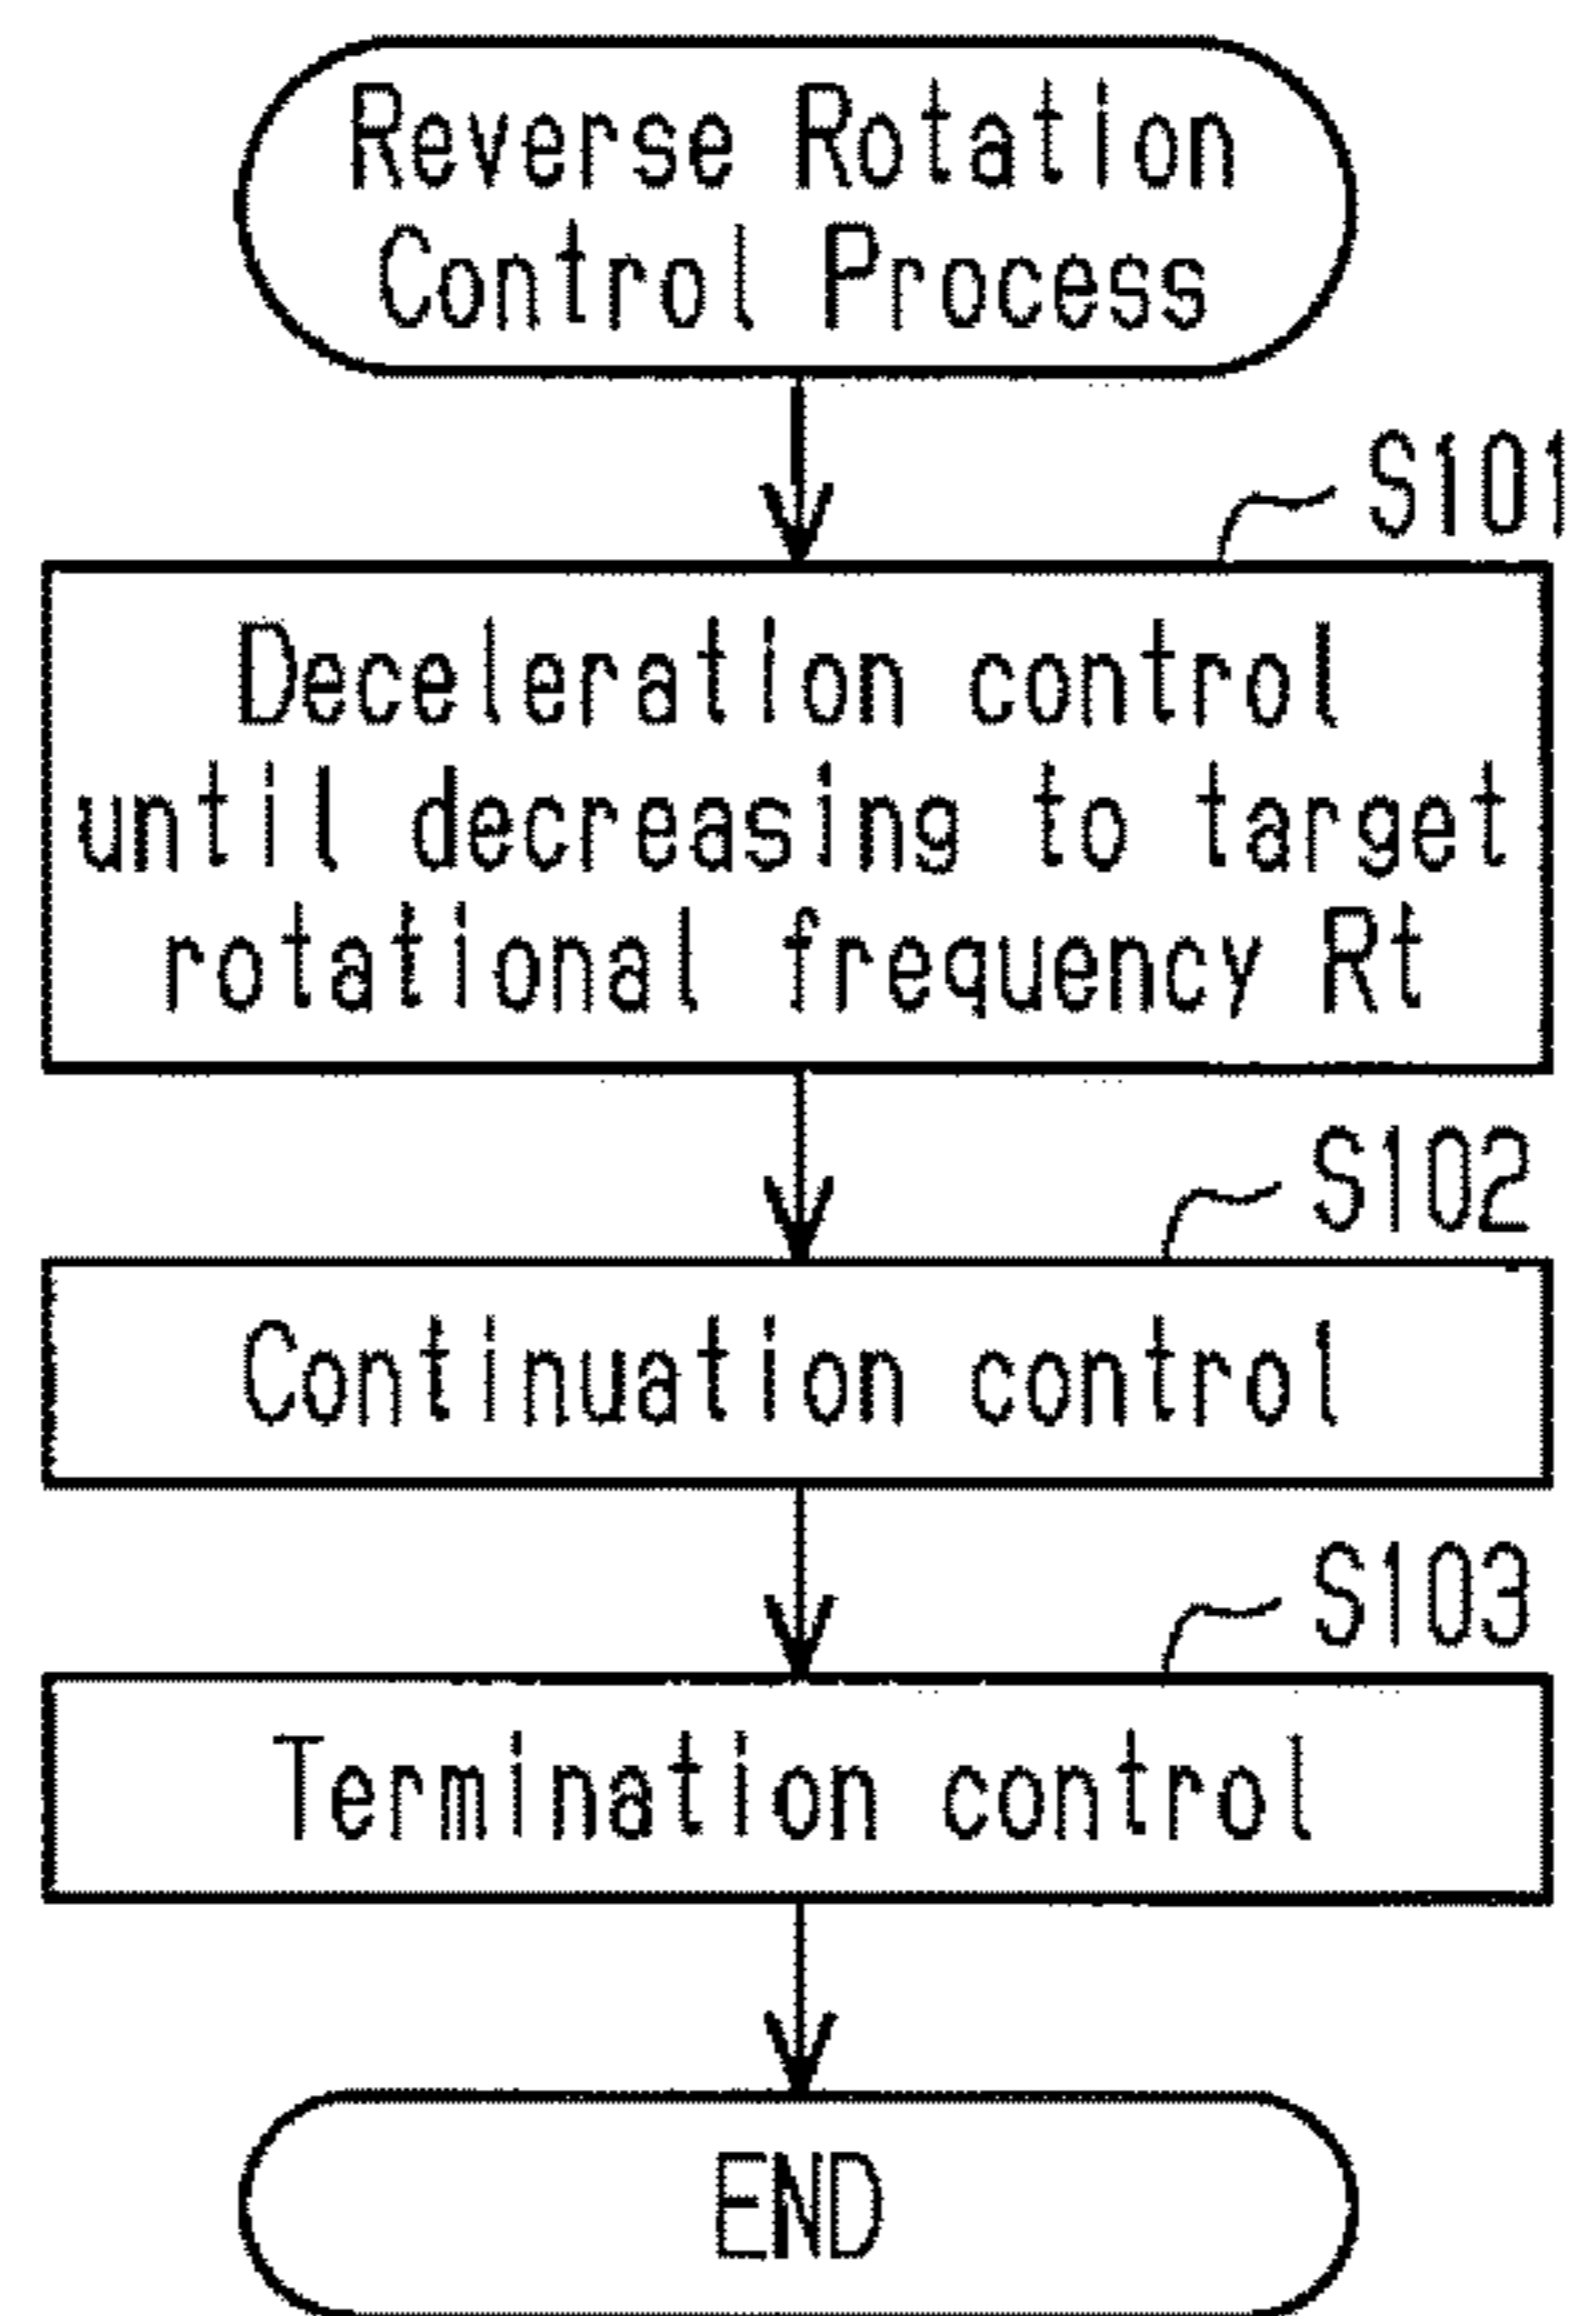 Reverse Rotation
Control Process
S101
Deceleration control
until decreasing to target
rotational frequency Rt
S102
Continuation control
S103
Termination control
END